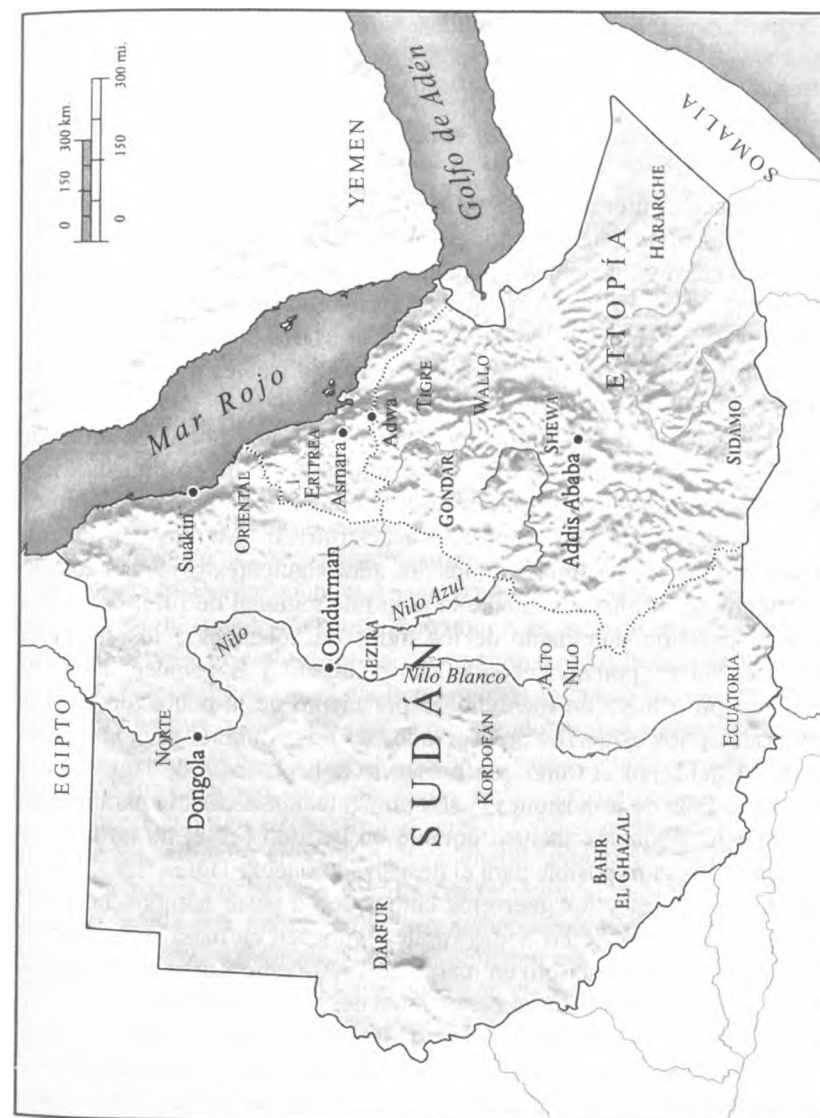 EGIPTO
0 150 300 km.
0 150 300 mi.
Mar Rojo
YEMEN
Golfo de Adén
NORTE
Dongola
Nilo
Suakin
ORIENTAL
ERITREA
Asmara
Adwa
TIGRE
WALLO
GONDAR
Omdurman
GEZIRA
Nilo Azul
Nilo Blanco
SUDÁN
DARFUR
KORDOFÁN
ALTO
NILO
BAHR
EL GHAZAL
ECUATORIA
SHEWA
Addis Ababa
ETIOPÍA
HARARGHE
SIDAMO
SOMALIA